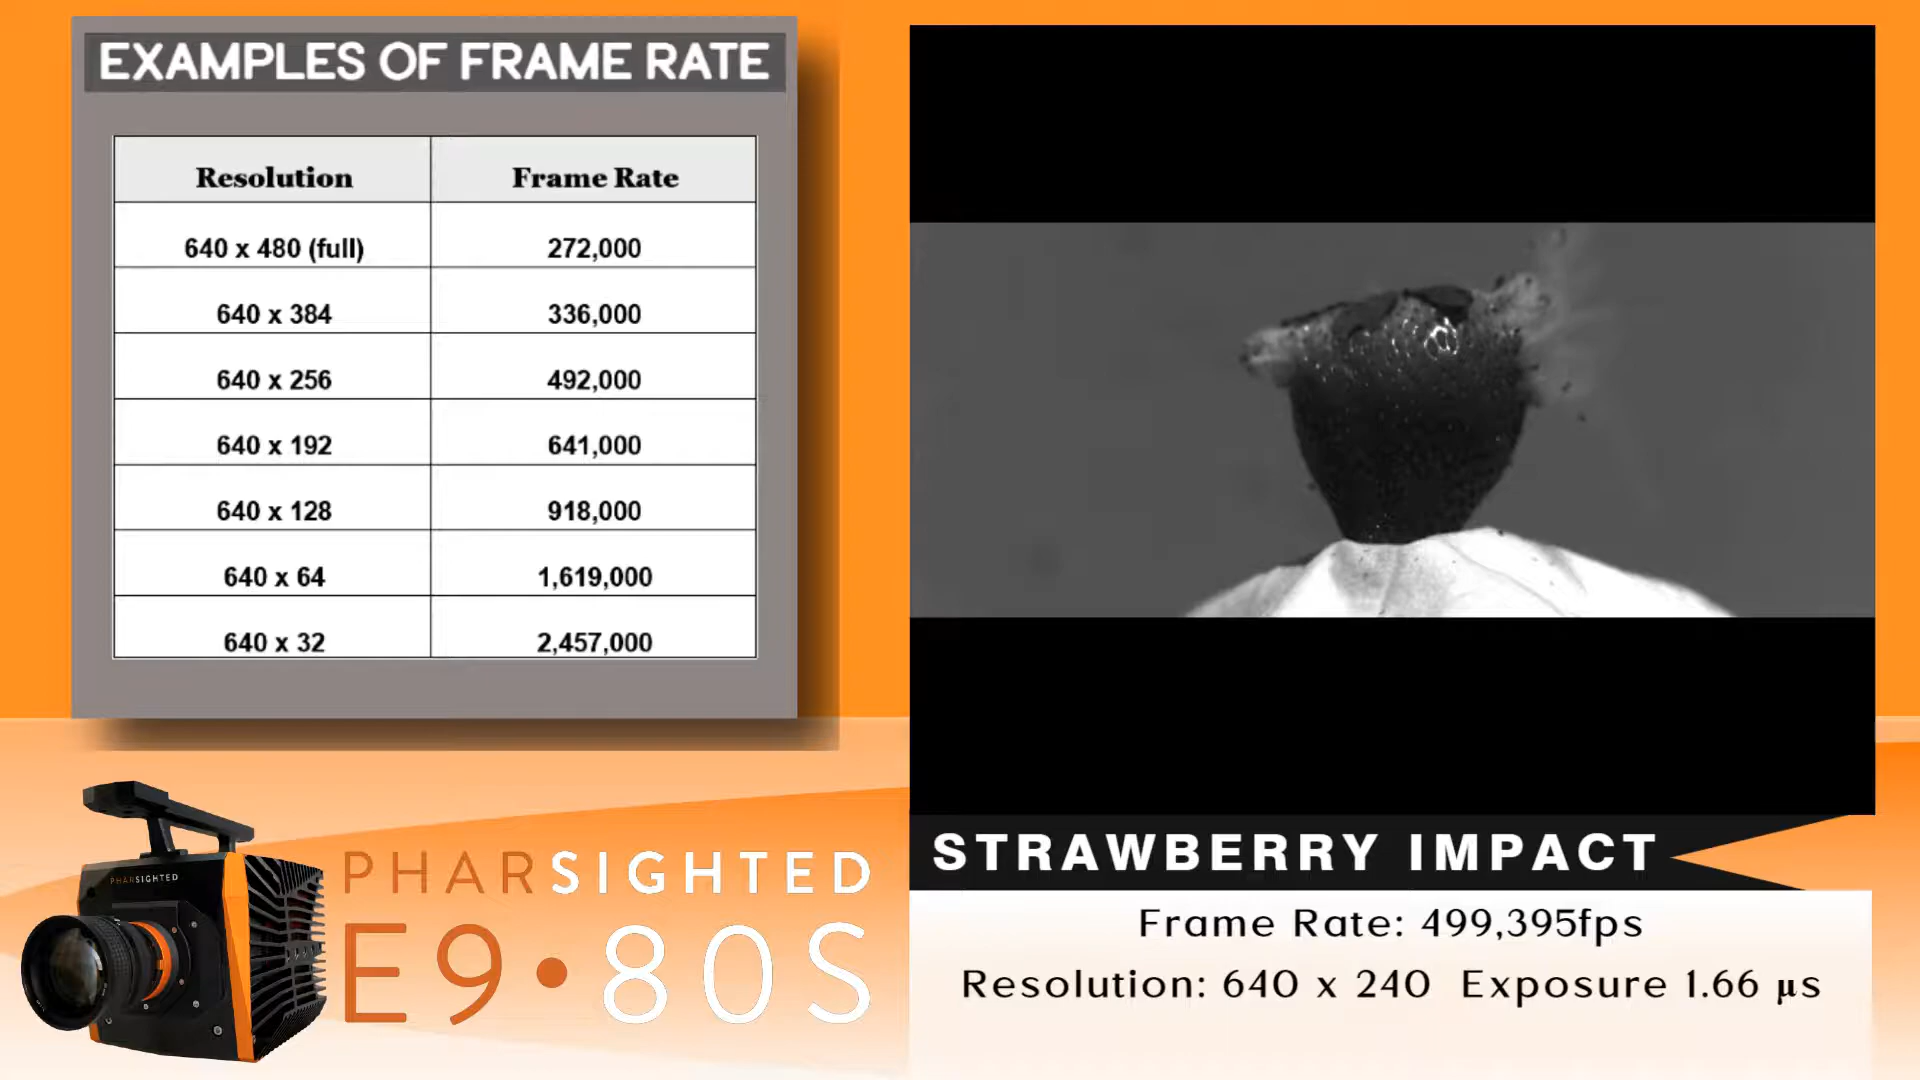 EXAMPLES OF FRAME RATE
Resolution Frame Rate
640 x 480 (full) 272,000
640 x 384 336,000
640 x 256 492,000
640 x 192 641,000
640 x 128 918,000
640 x 64 1,619,000
640 x 32 2,457,000
PHARSIGHTED
PHARSIGHTED
E9•80S
STRAWBERRY IMPACT
Frame Rate: 499,395fps
Resolution: 640 x 240 Exposure 1.66 µs